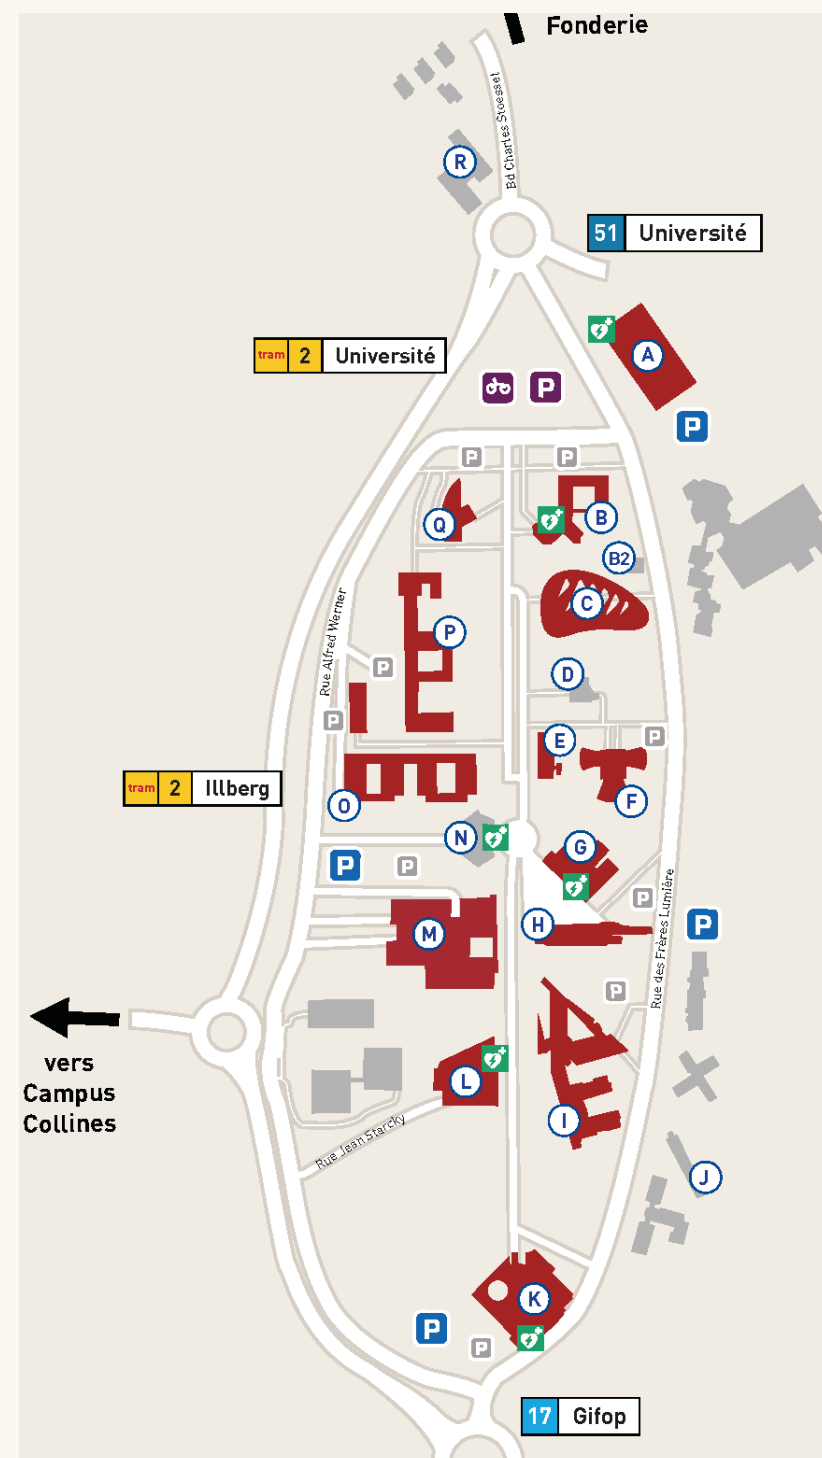 Fonderie
Bd Charles Stoessel
R
51 Université
A
tram 2 Université
P
P
P
P
Q
B
B2
C
P
Rue Alfred Werner
P
D
P
E
P
F
tram 2 Illberg
O
N
G
P
P
P
Rue des Frères Lumière
M
H
P
P
vers
Campus
Collines
L
I
Rue Jean Starcky
J
K
P
P
17 Gifop